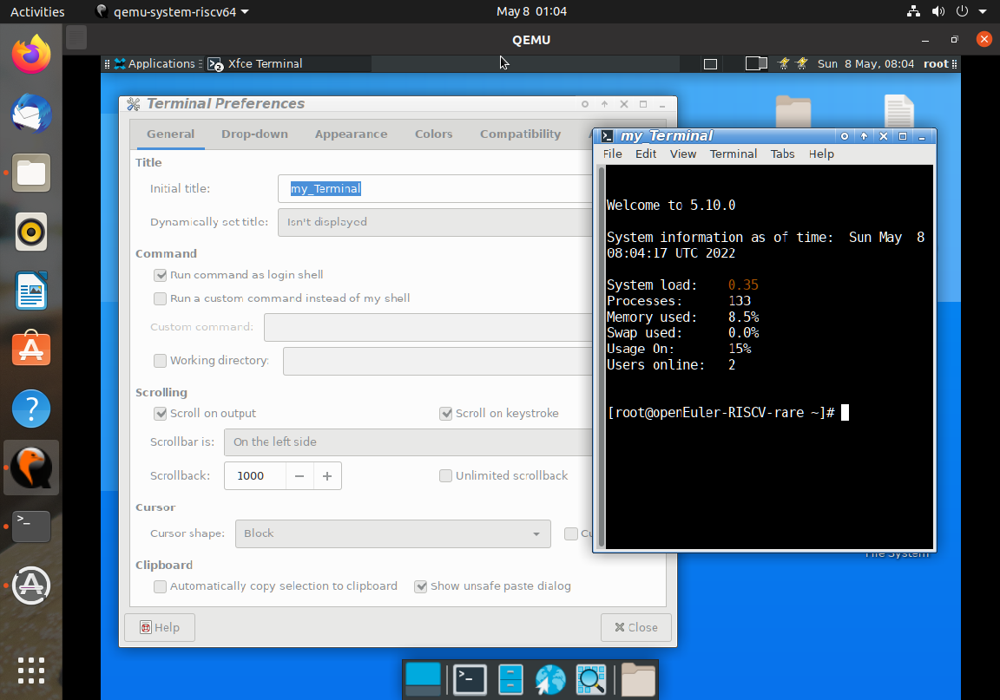 Activities
qemu-system-riscv64
May 8 01:04
QEMU
Applications
Xfce Terminal
Sun 8 May, 08:04
root
Terminal Preferences
General
Drop-down
Appearance
Colors
Compatibility
Title
Initial title:
my_Terminal
Dynamically set title:
Isn't displayed
Command
Run command as login shell
Run a custom command instead of my shell
Custom command:
Working directory:
Scrolling
Scroll on output
Scroll on keystroke
Scrollbar is:
On the left side
Scrollback:
1000
Unlimited scrollback
Cursor
Cursor shape:
Block
Clipboard
Automatically copy selection to clipboard
Show unsafe paste dialog
Help
Close
my_Terminal
File Edit View Terminal Tabs Help
Welcome to 5.10.0
System information as of time: Sun May 8
08:04:17 UTC 2022
System load: 0.35
Processes: 133
Memory used: 8.5%
Swap used: 0.0%
Usage On: 15%
Users online: 2
[root@openEuler-RISCV-rare ~]#
File System